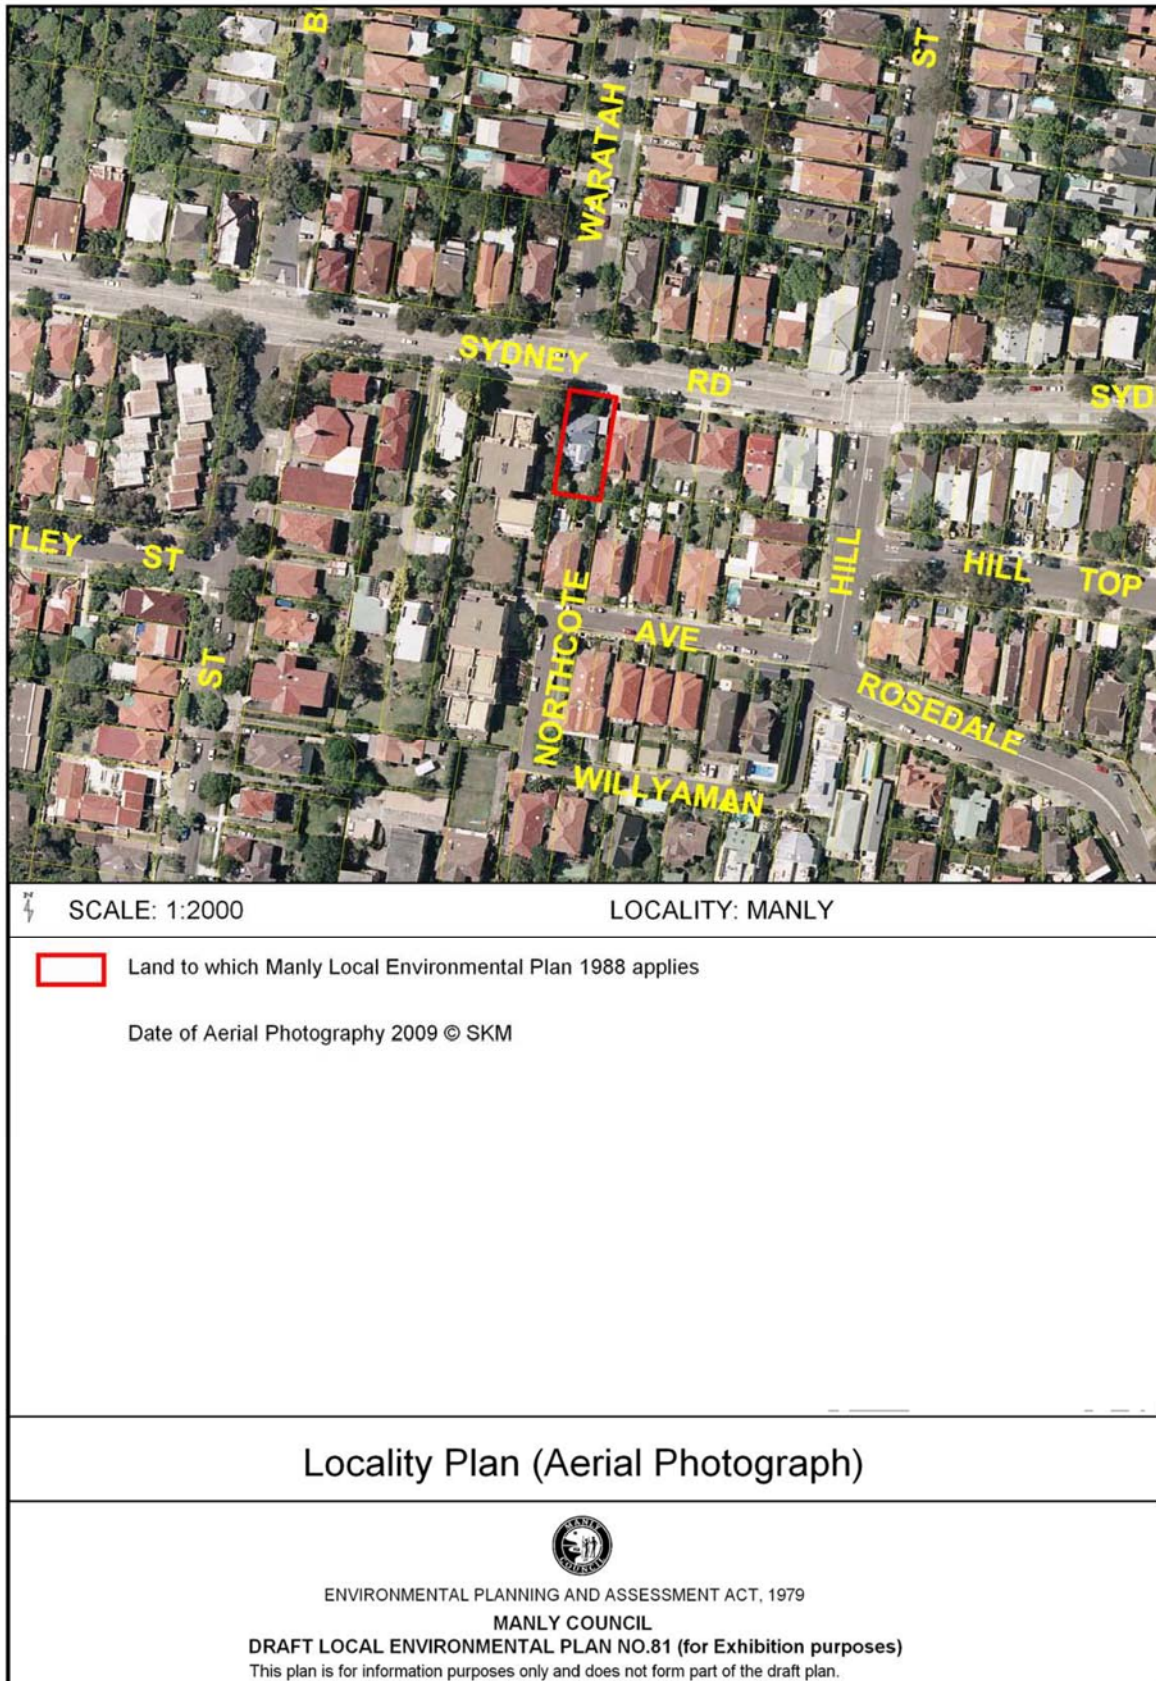 B
ST
WARATAH
SYDNEY
RD
SYD
TLEY
ST
HILL
HILL
TOP
NORTHCOTE
AVE
ST
ROSEDALE
WILLYAMA
N
SCALE: 1:2000
LOCALITY: MANLY
Land to which Manly Local Environmental Plan 1988 applies
Date of Aerial Photography 2009 © SKM
Locality Plan (Aerial Photograph)
MANLY
COUNCIL
ENVIRONMENTAL PLANNING AND ASSESSMENT ACT, 1979
MANLY COUNCIL
DRAFT LOCAL ENVIRONMENTAL PLAN NO.81 (for Exhibition purposes)
This plan is for information purposes only and does not form part of the draft plan.